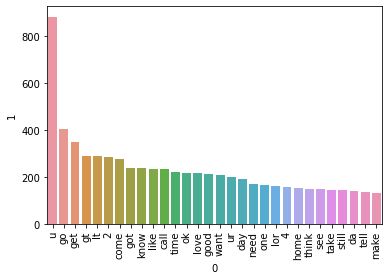 800
600
400
200
0
1
u
go
get
gt
lt
2
come
got
know
like
call
time
ok
love
good
want
ur
day
need
one
lor
4
home
think
see
take
still
da
tell
make
0